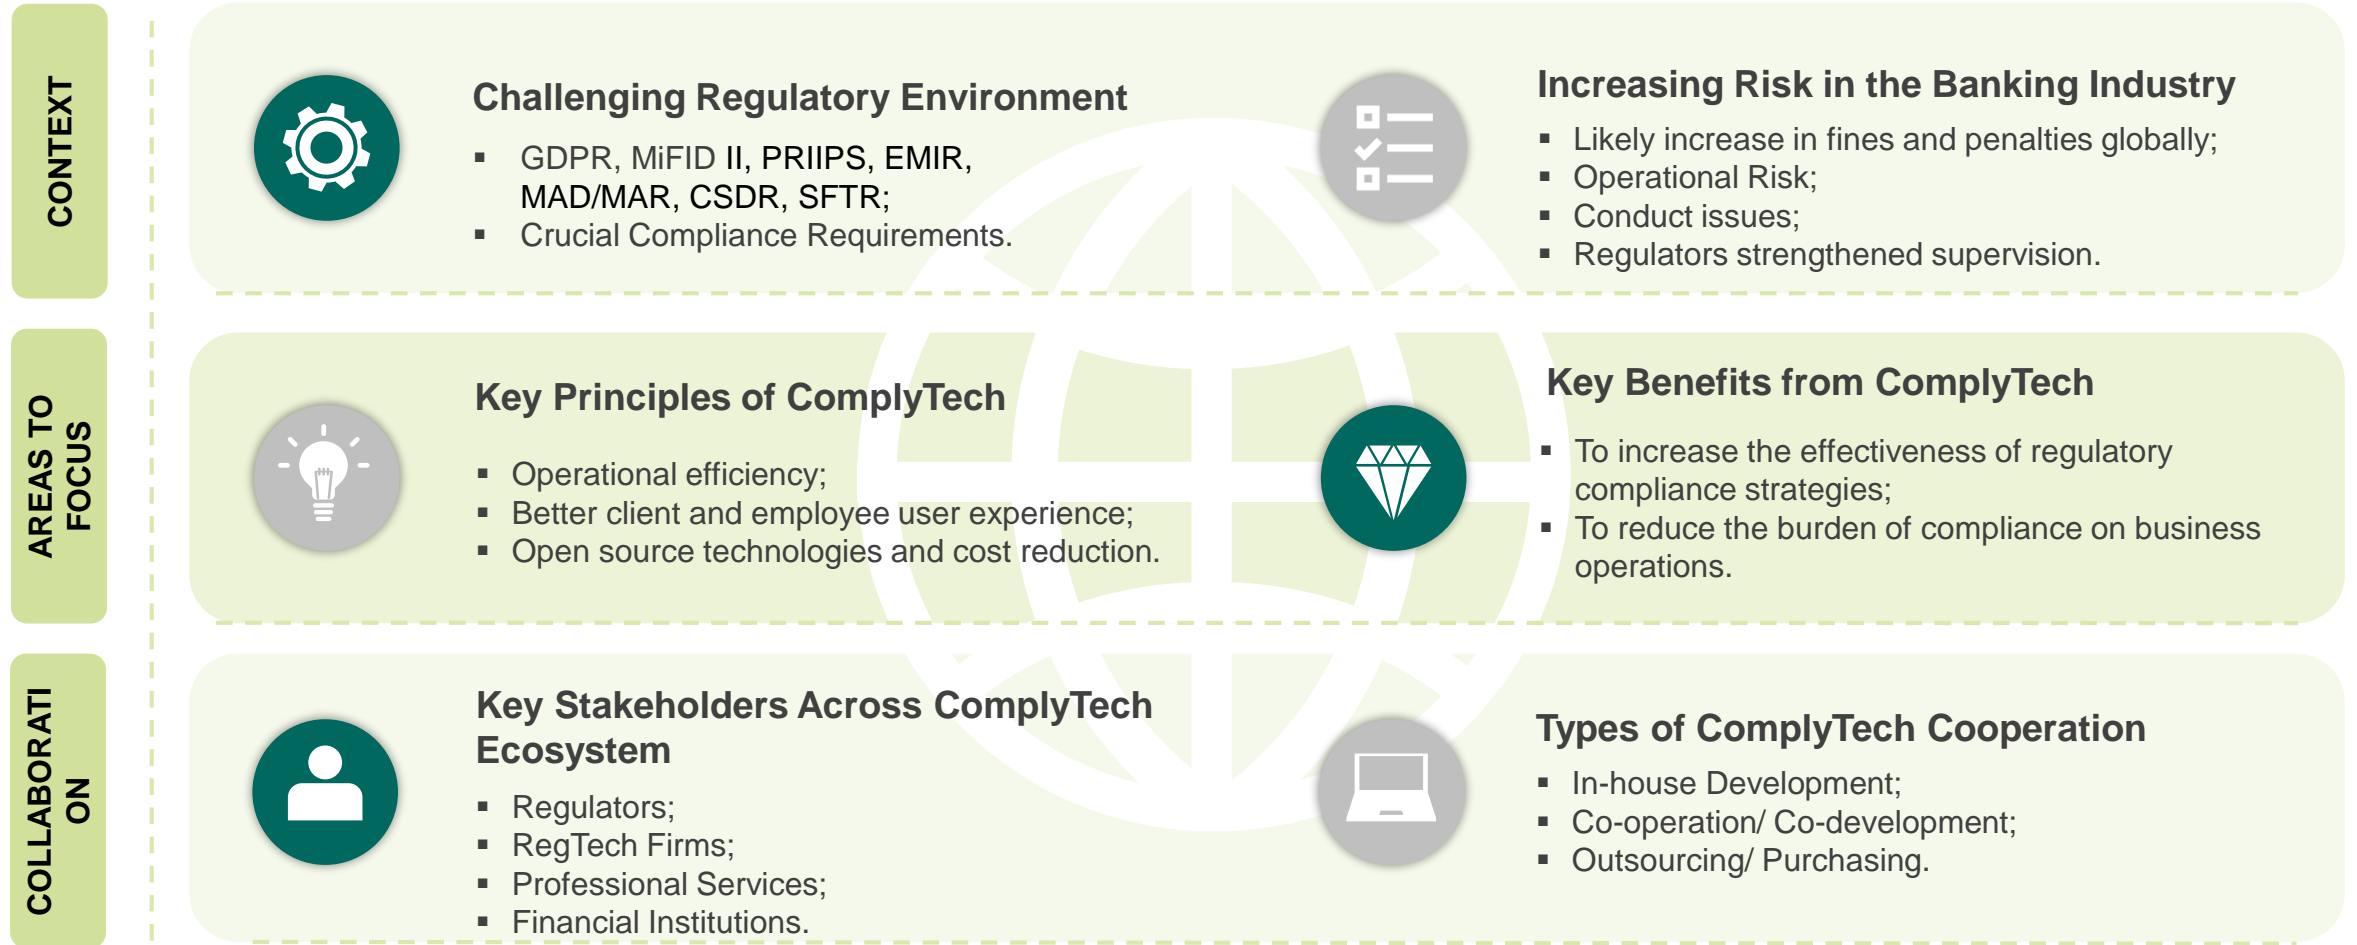 CONTEXT
Challenging Regulatory Environment
▪ GDPR, MiFID II, PRIIPS, EMIR,
MAD/MAR, CSDR, SFTR;
▪ Crucial Compliance Requirements.
Increasing Risk in the Banking Industry
▪ Likely increase in fines and penalties globally;
▪ Operational Risk;
▪ Conduct issues;
▪ Regulators strengthened supervision.
AREAS TO
FOCUS
Key Principles of ComplyTech
▪ Operational efficiency;
▪ Better client and employee user experience;
▪ Open source technologies and cost reduction.
Key Benefits from ComplyTech
▪ To increase the effectiveness of regulatory
compliance strategies;
▪ To reduce the burden of compliance on business
operations.
COLLABORATI
ON
Key Stakeholders Across ComplyTech
Ecosystem
▪ Regulators;
▪ RegTech Firms;
▪ Professional Services;
▪ Financial Institutions.
Types of ComplyTech Cooperation
▪ In-house Development;
▪ Co-operation/ Co-development;
▪ Outsourcing/ Purchasing.